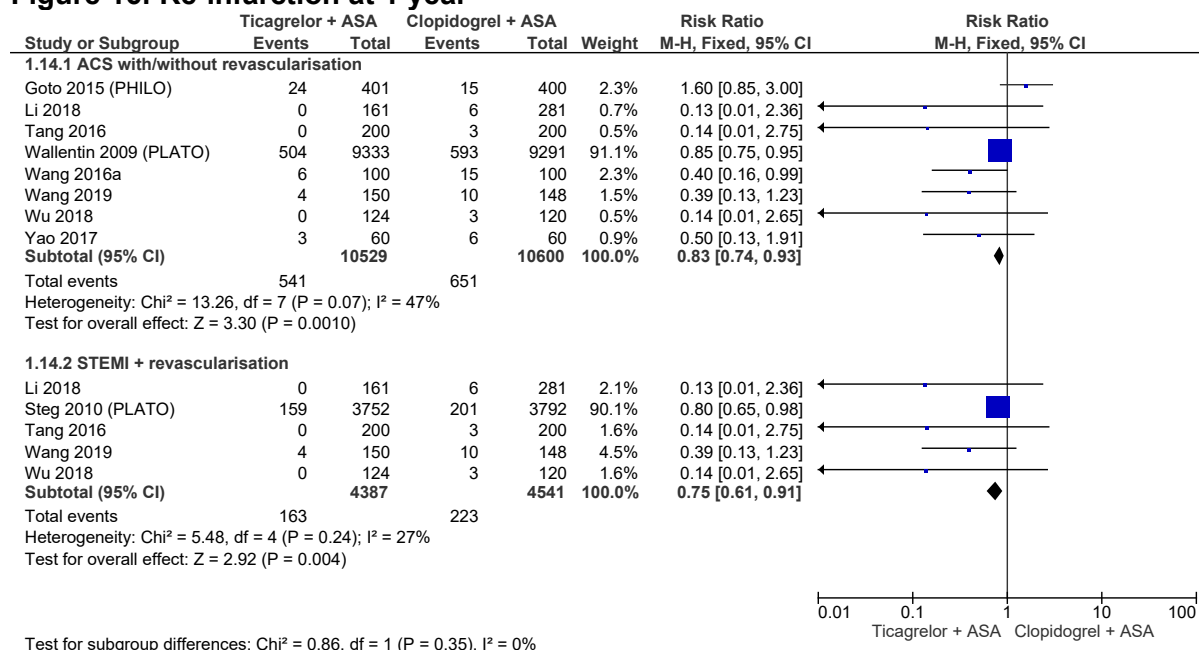 Ticagrelor + ASA Clopidogrel + ASA Risk Ratio Risk Ratio
Study or Subgroup Events Total Events Total Weight M-H, Fixed, 95% CI M-H, Fixed, 95% CI
1.14.1 ACS with/without revascularisation
Goto 2015 (PHILO) 24 401 15 400 2.3% 1.60 [0.85, 3.00]
Li 2018 0 161 6 281 0.7% 0.13 [0.01, 2.36]
Tang 2016 0 200 3 200 0.5% 0.14 [0.01, 2.75]
Wallentin 2009 (PLATO) 504 9333 593 9291 91.1% 0.85 [0.75, 0.95]
Wang 2016a 6 100 15 100 2.3% 0.40 [0.16, 0.99]
Wang 2019 4 150 10 148 1.5% 0.39 [0.13, 1.23]
Wu 2018 0 124 3 120 0.5% 0.14 [0.01, 2.65]
Yao 2017 3 60 6 60 0.9% 0.50 [0.13, 1.91]
Subtotal (95% CI) 10529 10600 100.0% 0.83 [0.74, 0.93]
Total events 541 651
Heterogeneity: Chi² = 13.26, df = 7 (P = 0.07); I² = 47%
Test for overall effect: Z = 3.30 (P = 0.0010)
1.14.2 STEMI + revascularisation
Li 2018 0 161 6 281 2.1% 0.13 [0.01, 2.36]
Steg 2010 (PLATO) 159 3752 201 3792 90.1% 0.80 [0.65, 0.98]
Tang 2016 0 200 3 200 1.6% 0.14 [0.01, 2.75]
Wang 2019 4 150 10 148 4.5% 0.39 [0.13, 1.23]
Wu 2018 0 124 3 120 1.6% 0.14 [0.01, 2.65]
Subtotal (95% CI) 4387 4541 100.0% 0.75 [0.61, 0.91]
Total events 163 223
Heterogeneity: Chi² = 5.48, df = 4 (P = 0.24); I² = 27%
Test for overall effect: Z = 2.92 (P = 0.004)
0.01 0.1 1 10 100
Ticagrelor + ASA Clopidogrel + ASA
Test for subgroup differences: Chi² = 0.86, df = 1 (P = 0.35), I² = 0%